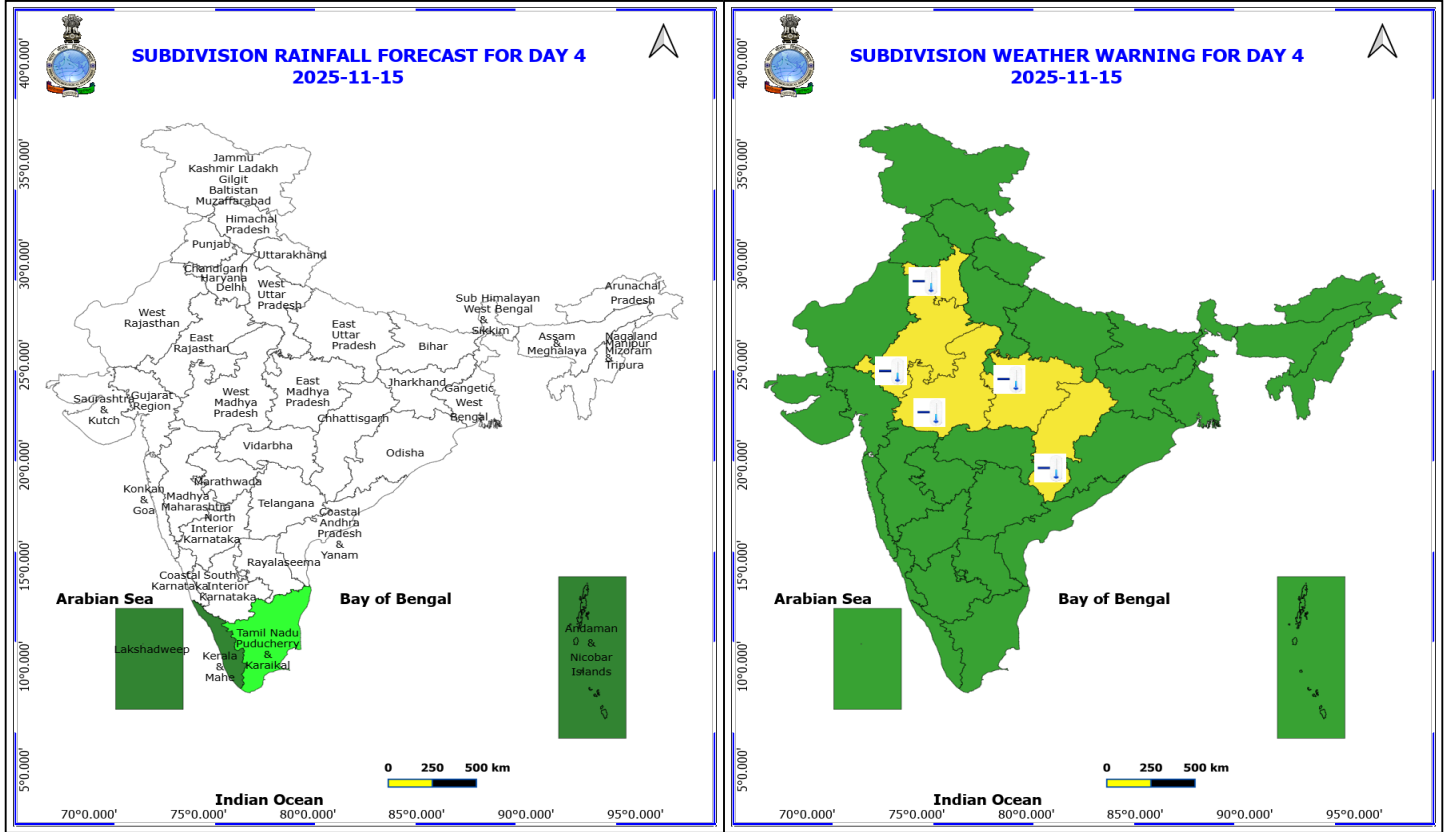 SUBDIVISION RAINFALL FORECAST FOR DAY 4
2025-11-15
40°0.000'
35°0.000'
30°0.000'
25°0.000'
20°0.000'
15°0.000'
10°0.000'
5°0.000'
Jammu
Kashmir Ladakh
Gilgit
Baltistan
Muzaffarabad
Himachal
Pradesh
Punjab
Uttarakhand
Chandigarh
Haryana
Delhi
West
Uttar
Pradesh
Arunachal
Pradesh
Sub Himalayan
West Bengal
&
Sikkim
West
Rajasthan
East
Rajasthan
East
Uttar
Pradesh
Bihar
Assam
&
Meghalaya
Nagaland
Manipur
Mizoram
&
Tripura
Saurashtra
&
Kutch
Gujarat
Region
West
Madhya
Pradesh
East
Madhya
Pradesh
Jharkhand
Gangetic
West
Bengal
Chhattisgarh
Vidarbha
Odisha
Konkan
&
Goa
Madhya
Maharashtra
Marathwada
Telangana
North
Interior
Karnataka
Coastal
Andhra
Pradesh
&
Yanam
Rayalaseema
Coastal
Karnataka
South
Interior
Karnataka
Arabian Sea
Bay of Bengal
Lakshadweep
Kerala
&
Mahe
Tamil Nadu
Puducherry
&
Karaikal
Andaman
&
Nicobar
Islands
0 250 500 km
Indian Ocean
70°0.000' 75°0.000' 80°0.000' 85°0.000' 90°0.000' 95°0.000'
SUBDIVISION WEATHER WARNING FOR DAY 4
2025-11-15
40°0.000'
35°0.000'
30°0.000'
25°0.000'
20°0.000'
15°0.000'
10°0.000'
5°0.000'
Arabian Sea
Bay of Bengal
0 250 500 km
Indian Ocean
70°0.000' 75°0.000' 80°0.000' 85°0.000' 90°0.000' 95°0.000'